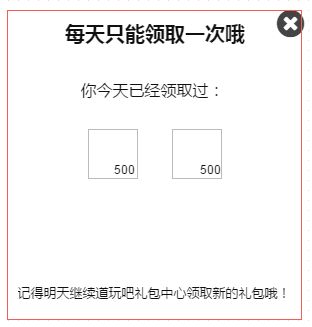 每天只能领取一次哦
你今天已经领取过：
500 500
记得明天继续道玩吧礼包中心领取新的礼包哦！